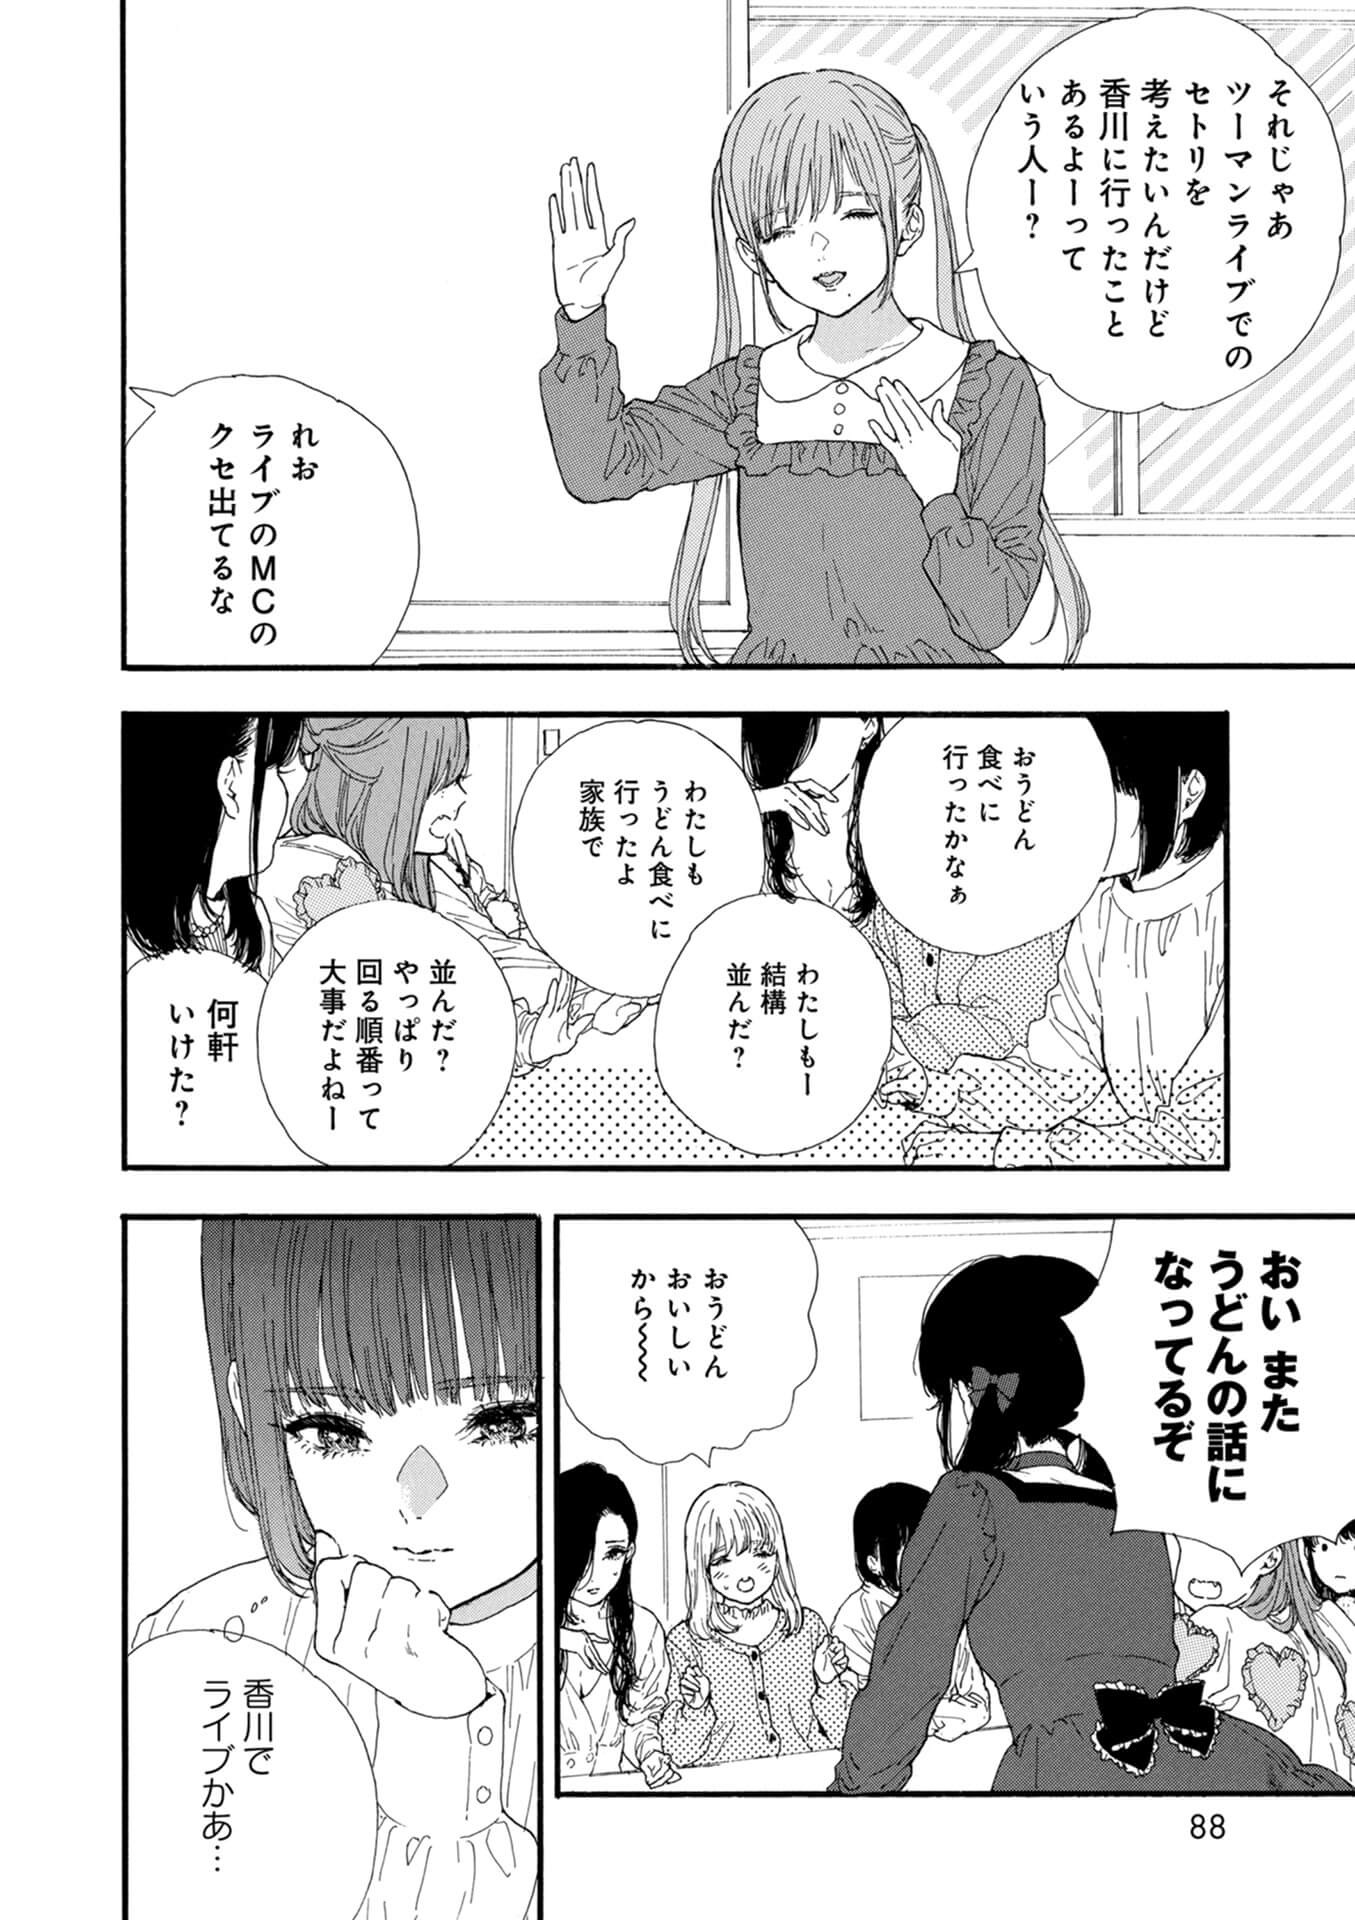 それじゃあ
ツーマンライブでの
セトリを
考えたいんだけど
香川に行ったこと
あるよーって
いう人ー?
れお
ライブのMCの
クセ出てるな
おうどん
食べに
行ったかなぁ
わたしも
うどん食べに
行ったよ
家族で
わたしもー
結構
並んだ?
並んだ?
やっぱり
回る順番って
大事だよねー
何軒
いけた?
おい また
うどんの話に
なってるぞ
おうどん
おいしい
から〜〜
香川で
ライブかあ…
88